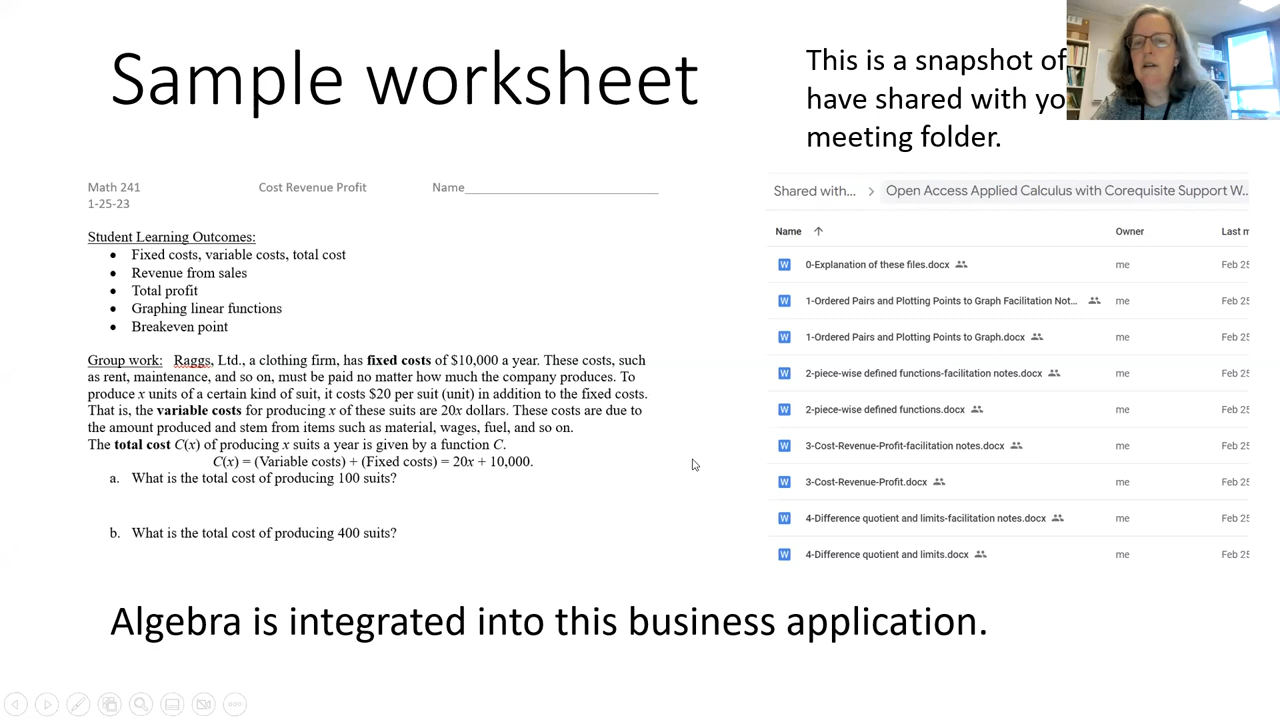 Sample worksheet
This is a snapshot of
have shared with yo
meeting folder.
Math 241 Cost Revenue Profit Name
1-25-23
Student Learning Outcomes:
• Fixed costs, variable costs, total cost
• Revenue from sales
• Total profit
• Graphing linear functions
• Breakeven point
Group work: Raggs, Ltd., a clothing firm, has fixed costs of $10,000 a year. These costs, such
as rent, maintenance, and so on, must be paid no matter how much the company produces. To
produce x units of a certain kind of suit, it costs $20 per suit (unit) in addition to the fixed costs.
That is, the variable costs for producing x of these suits are 20x dollars. These costs are due to
the amount produced and stem from items such as material, wages, fuel, and so on.
The total cost C(x) of producing x suits a year is given by a function C.
C(x) = (Variable costs) + (Fixed costs) = 20x + 10,000.
a. What is the total cost of producing 100 suits?
b. What is the total cost of producing 400 suits?
Shared with... > Open Access Applied Calculus with Corequisite Support W..
Name ↑ Owner Last m
W 0-Explanation of these files.docx me Feb 25
W 1-Ordered Pairs and Plotting Points to Graph Facilitation Not... me Feb 25
W 1-Ordered Pairs and Plotting Points to Graph.docx me Feb 25
W 2-piece-wise defined functions-facilitation notes.docx me Feb 25
W 2-piece-wise defined functions.docx me Feb 25
W 3-Cost-Revenue-Profit-facilitation notes.docx me Feb 25
W 3-Cost-Revenue-Profit.docx me Feb 25
W 4-Difference quotient and limits-facilitation notes.docx me Feb 25
W 4-Difference quotient and limits.docx me Feb 25
Algebra is integrated into this business application.